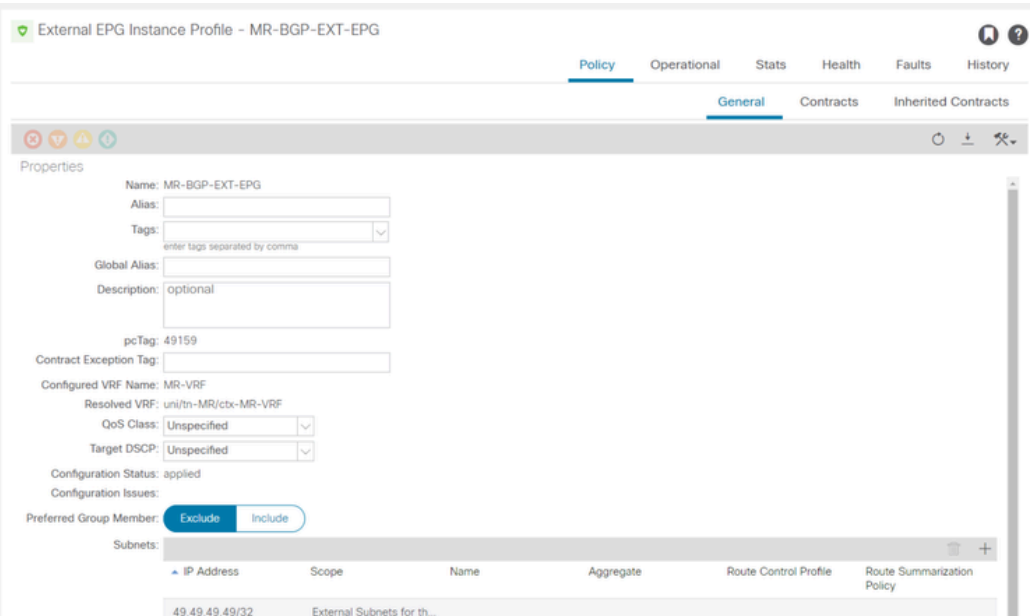 External EPG Instance Profile - MR-BGP-EXT-EPG
Policy Operational Stats Health Faults History
General Contracts Inherited Contracts
Properties
Name: MR-BGP-EXT-EPG
Alias:
Tags:
enter tags separated by comma
Global Alias:
Description: optional
pcTag: 49159
Contract Exception Tag:
Configured VRF Name: MR-VRF
Resolved VRF: uni/tn-MR/ctx-MR-VRF
QoS Class: Unspecified
Target DSCP: Unspecified
Configuration Status: applied
Configuration Issues:
Preferred Group Member: Exclude Include
Subnets:
IP Address Scope Name Aggregate Route Control Profile Route Summarization
Policy
49.49.49.49/32 External Subnets for th...